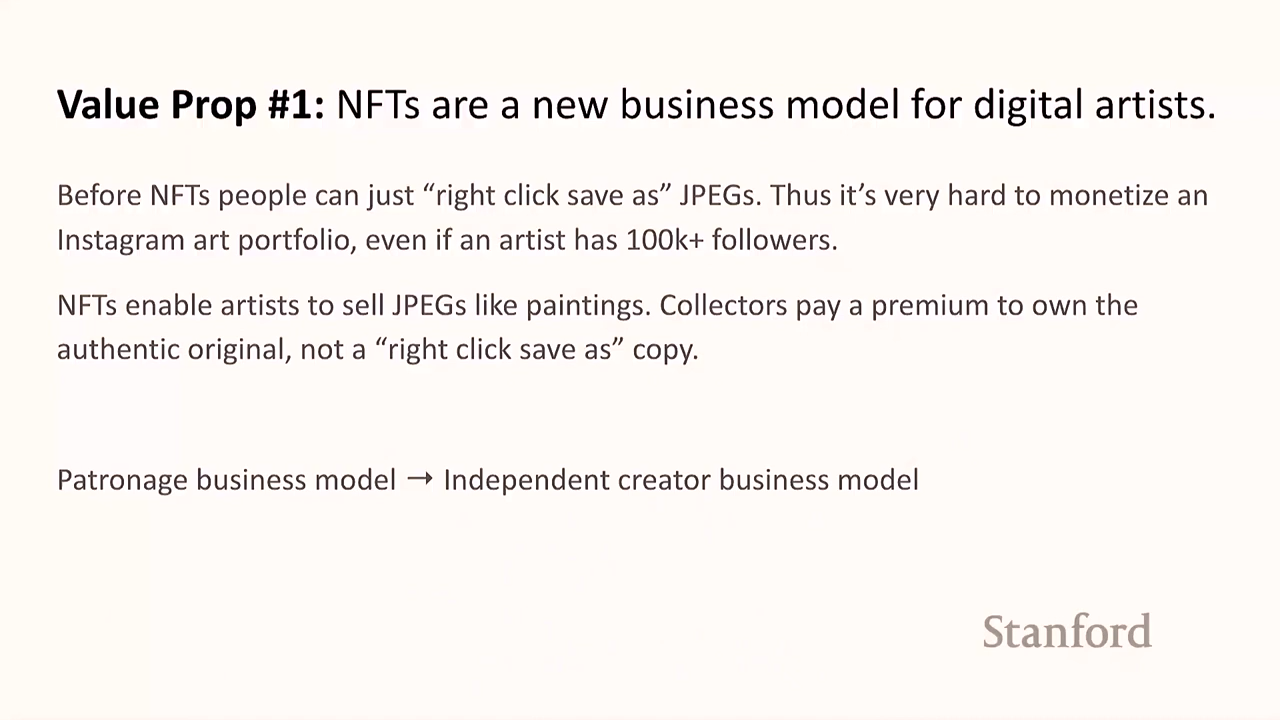 Value Prop #1: NFTs are a new business model for digital artists.
Before NFTs people can just “right click save as” JPEGs. Thus it’s very hard to monetize an
Instagram art portfolio, even if an artist has 100k+ followers.
NFTs enable artists to sell JPEGs like paintings. Collectors pay a premium to own the
authentic original, not a “right click save as” copy.
Patronage business model → Independent creator business model
Stanford